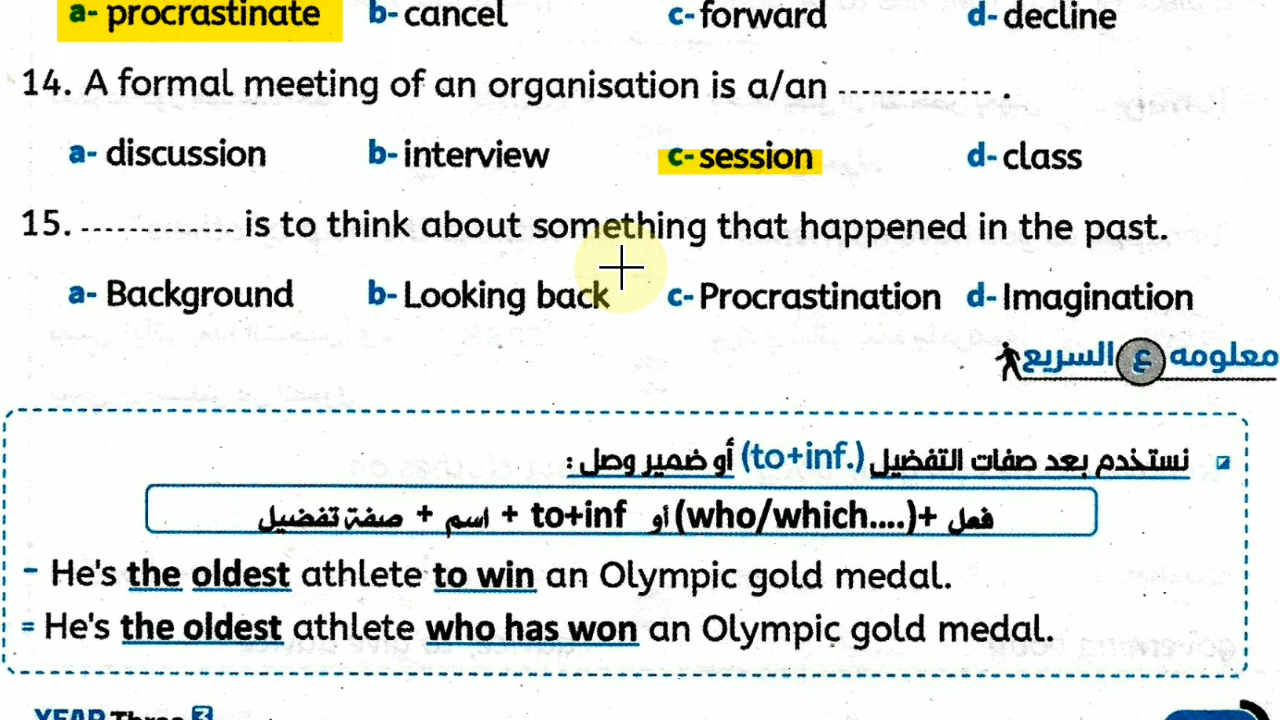 a- procrastinate b- cancel c- forward d- decline
14. A formal meeting of an organisation is a/an ------------- .
a- discussion b- interview c- session d- class
15. ------------- is to think about something that happened in the past.
a- Background b- Looking back c- Procrastination d- Imagination
معلومه ع السريع
نستخدم بعد صفات التفضيل (to+inf.) أو ضمير وصل :
صفة تفضيل + اسم + to+inf أو (who/which....)+ فعل
- He's the oldest athlete to win an Olympic gold medal.
= He's the oldest athlete who has won an Olympic gold medal.
YEAR Three 3